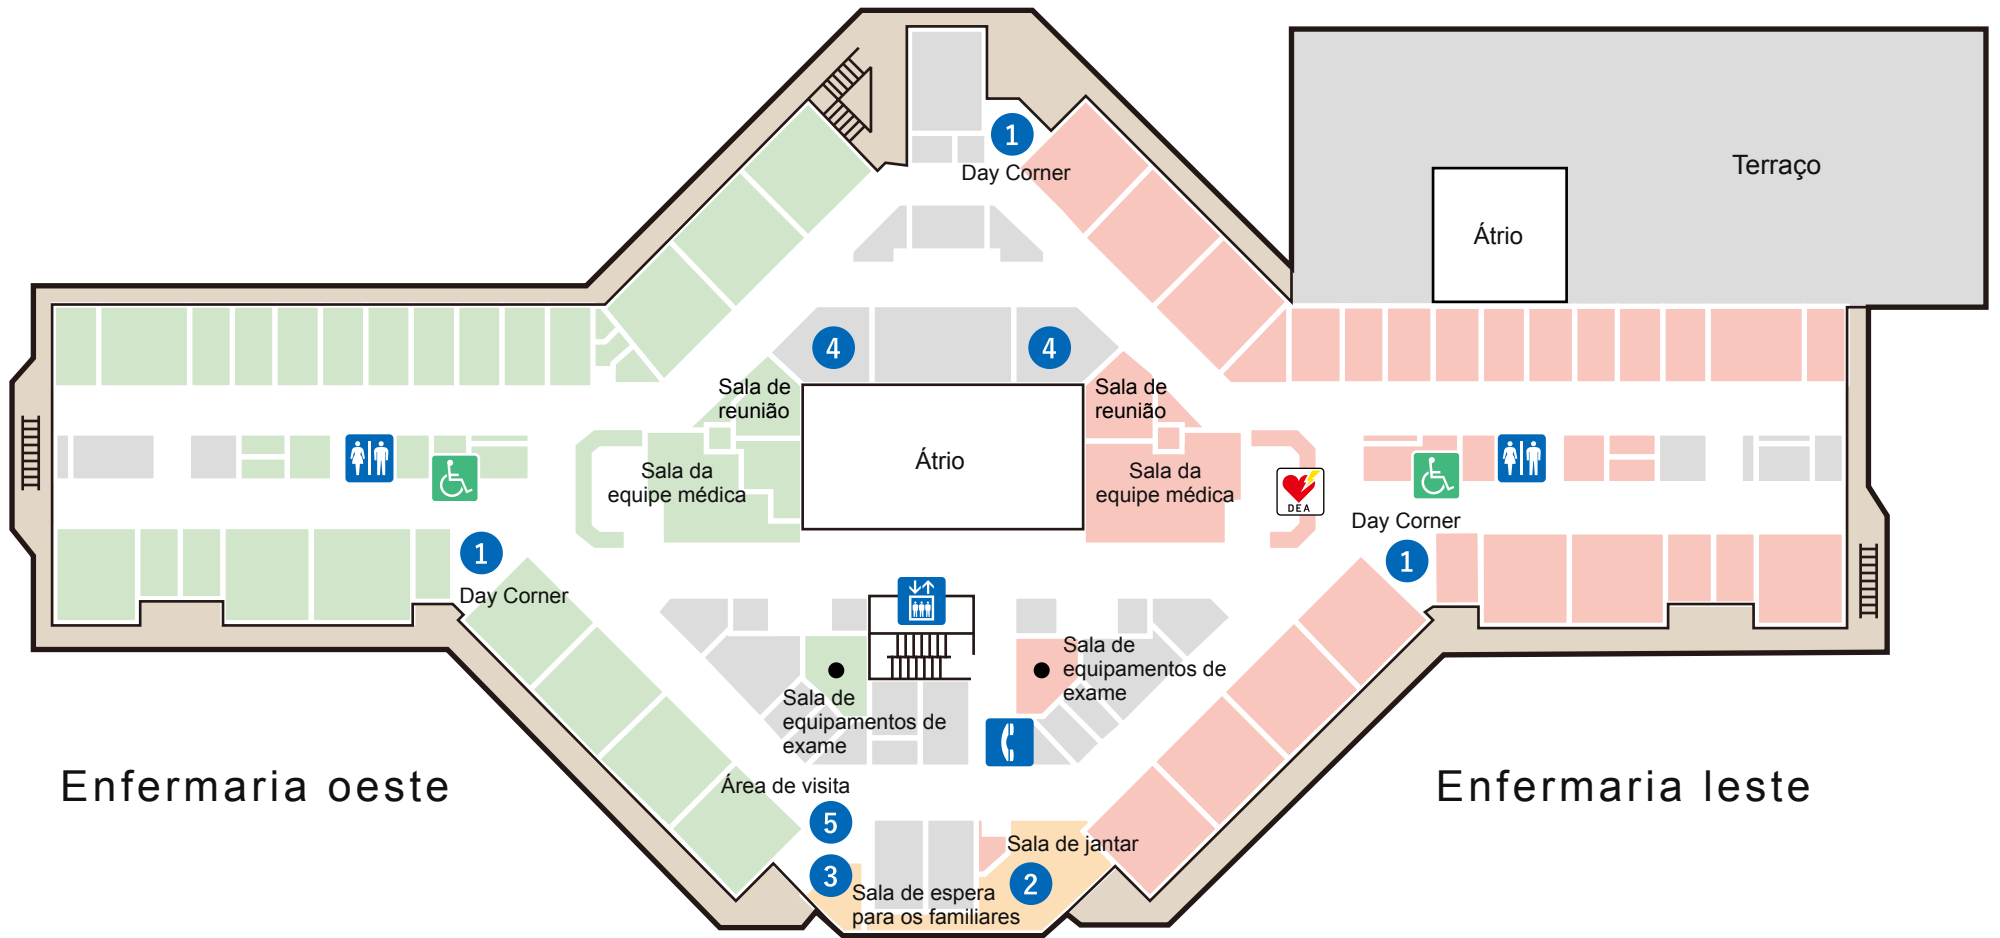 1
Day Corner
Terraço
Átrio
4
4
Sala de
reunião
Sala de
reunião
Átrio
Sala da
equipe médica
Sala da
equipe médica
DEA
Day Corner
1
1
Day Corner
Sala de
equipamentos de
exame
Sala de
equipamentos de
exame
Enfermaria oeste
Enfermaria leste
Área de visita
5
Sala de jantar
3
2
Sala de espera
para os familiares